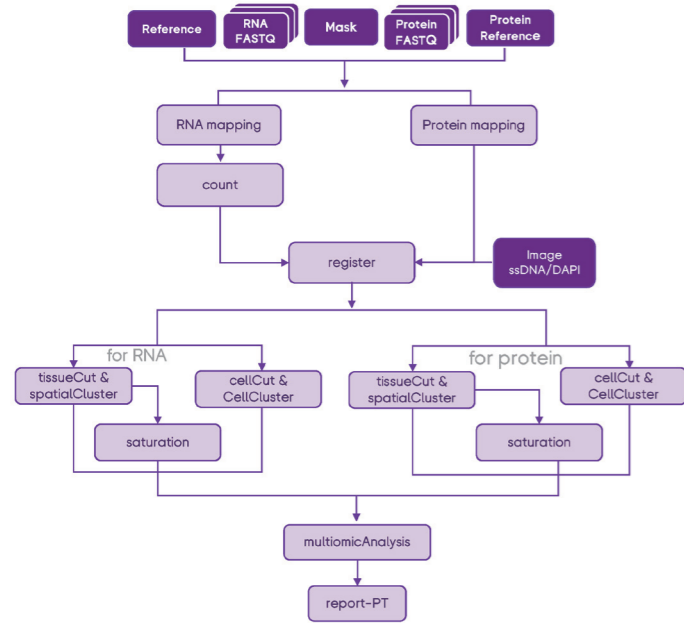 Reference
RNA
FASTQ
Mask
Protein
FASTQ
Protein
Reference
RNA mapping
Protein mapping
count
register
Image
ssDNA/DAPI
for RNA
for protein
tissueCut &
spatialCluster
cellCut &
CellCluster
tissueCut &
spatialCluster
cellCut &
CellCluster
saturation
saturation
multiomicAnalysis
report-PT